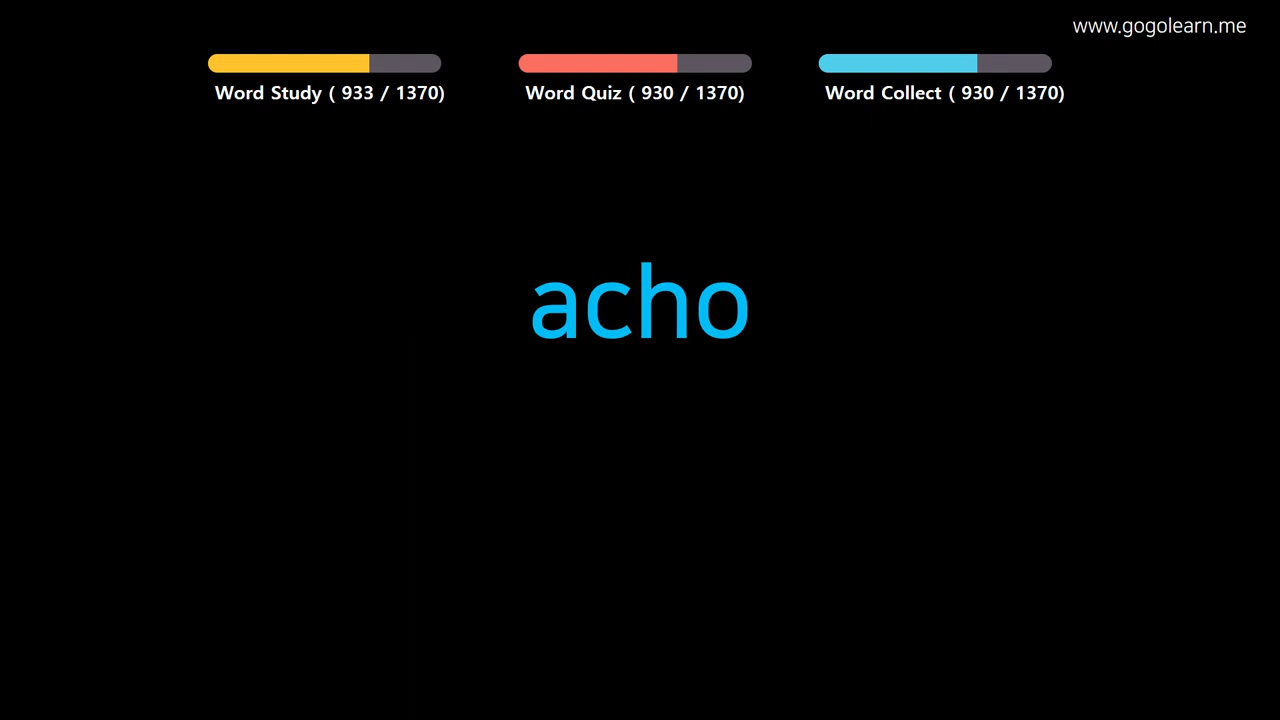 www.gogolearn.me
Word Study ( 933 / 1370)
Word Quiz ( 930 / 1370)
Word Collect ( 930 / 1370)
acho